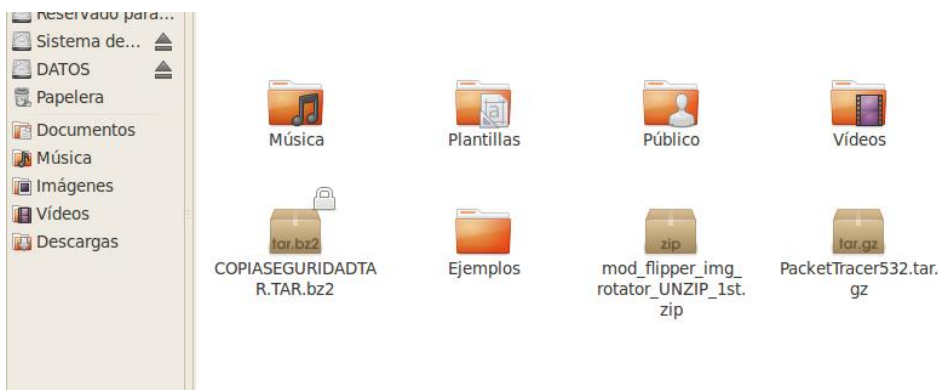 Reservado para...
Sistema de...
DATOS
Papelera
Documentos
Música
Imágenes
Vídeos
Descargas
Música
Plantillas
Público
Vídeos
tar.bz2
COPIASEGURIDADTA
R.TAR.bz2
Ejemplos
zip
mod_flipper_img_
rotator_UNZIP_1st.
zip
tar.gz
PacketTracer532.tar.
gz